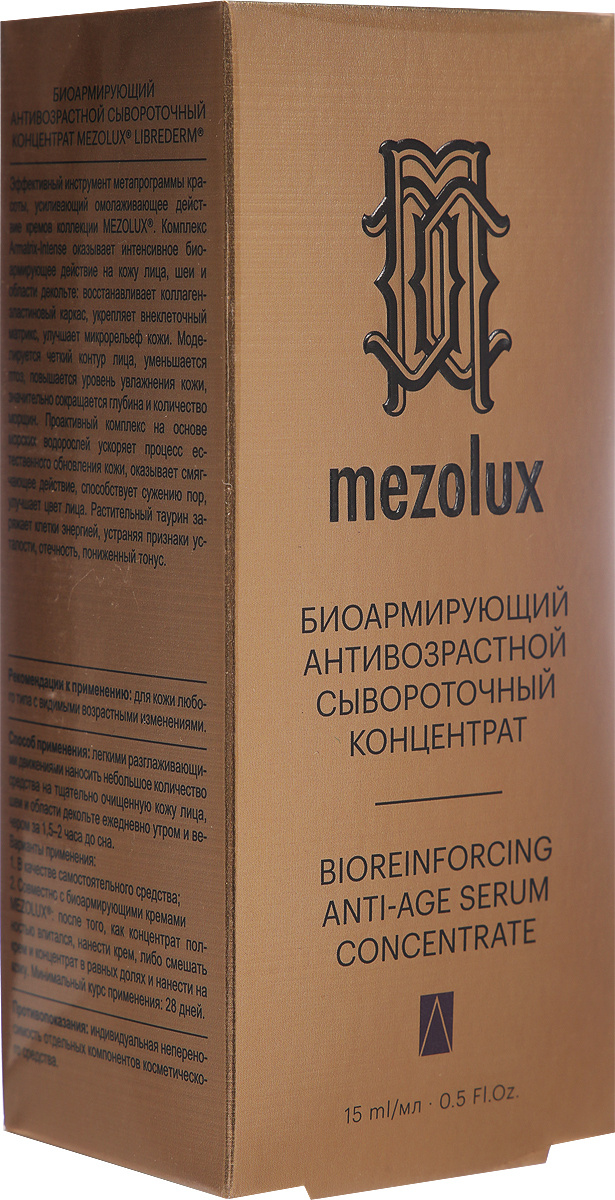 БИОАРМИРУЮЩИЙ
АНТИВОЗРАСТНОЙ СЫВОРОТОЧНЫЙ
КОНЦЕНТРАТ MEZOLUX® LIBREDERM®
Эффективный инструмент метапрограммы кра-
соты, усиливающий омолаживающее дейст-
вие кремов коллекции MEZOLUX®. Комплекс
Armatrix-Intense оказывает интенсивное био-
армирующее действие на кожу лица, шеи и
области декольте: восстанавливает коллаген-
эластиновый каркас, укрепляет внеклеточный
матрикс, улучшает микрорельеф кожи. Моде-
лируется четкий контур лица, уменьшается
птоз, повышается уровень увлажнения кожи,
значительно сокращается глубина и количество
морщин. Проактивный комплекс на основе
морских водорослей ускоряет процесс ес-
тественного обновления кожи, оказывает смяг-
чающее действие, способствует сужению пор,
улучшает цвет лица. Растительный таурин за-
ряжает клетки энергией, устраняя признаки ус-
талости, отечность, пониженный тонус.
Рекомендации к применению: для кожи любо-
го типа с видимыми возрастными изменениями.
Способ применения: легкими разглаживающи-
ми движениями наносить небольшое количество
средства на тщательно очищенную кожу лица,
шеи и области декольте ежедневно утром и ве-
чером за 1,5–2 часа до сна.
Варианты применения:
1. В качестве самостоятельного средства;
2. Совместно с биоармирующими кремами
MEZOLUX®: после того, как концентрат пол-
ностью впитался, нанести крем, либо смешать
крем и концентрат в равных долях и нанести на
кожу. Минимальный курс применения: 28 дней.
Противопоказания: индивидуальная неперено-
симость отдельных компонентов косметическо-
го средства.
mezolux
БИОАРМИРУЮЩИЙ
АНТИВОЗРАСТНОЙ
СЫВОРОТОЧНЫЙ
КОНЦЕНТРАТ
BIOREINFORCING
ANTI-AGE SERUM
CONCENTRATE
15 ml/мл · 0.5 Fl.Oz.